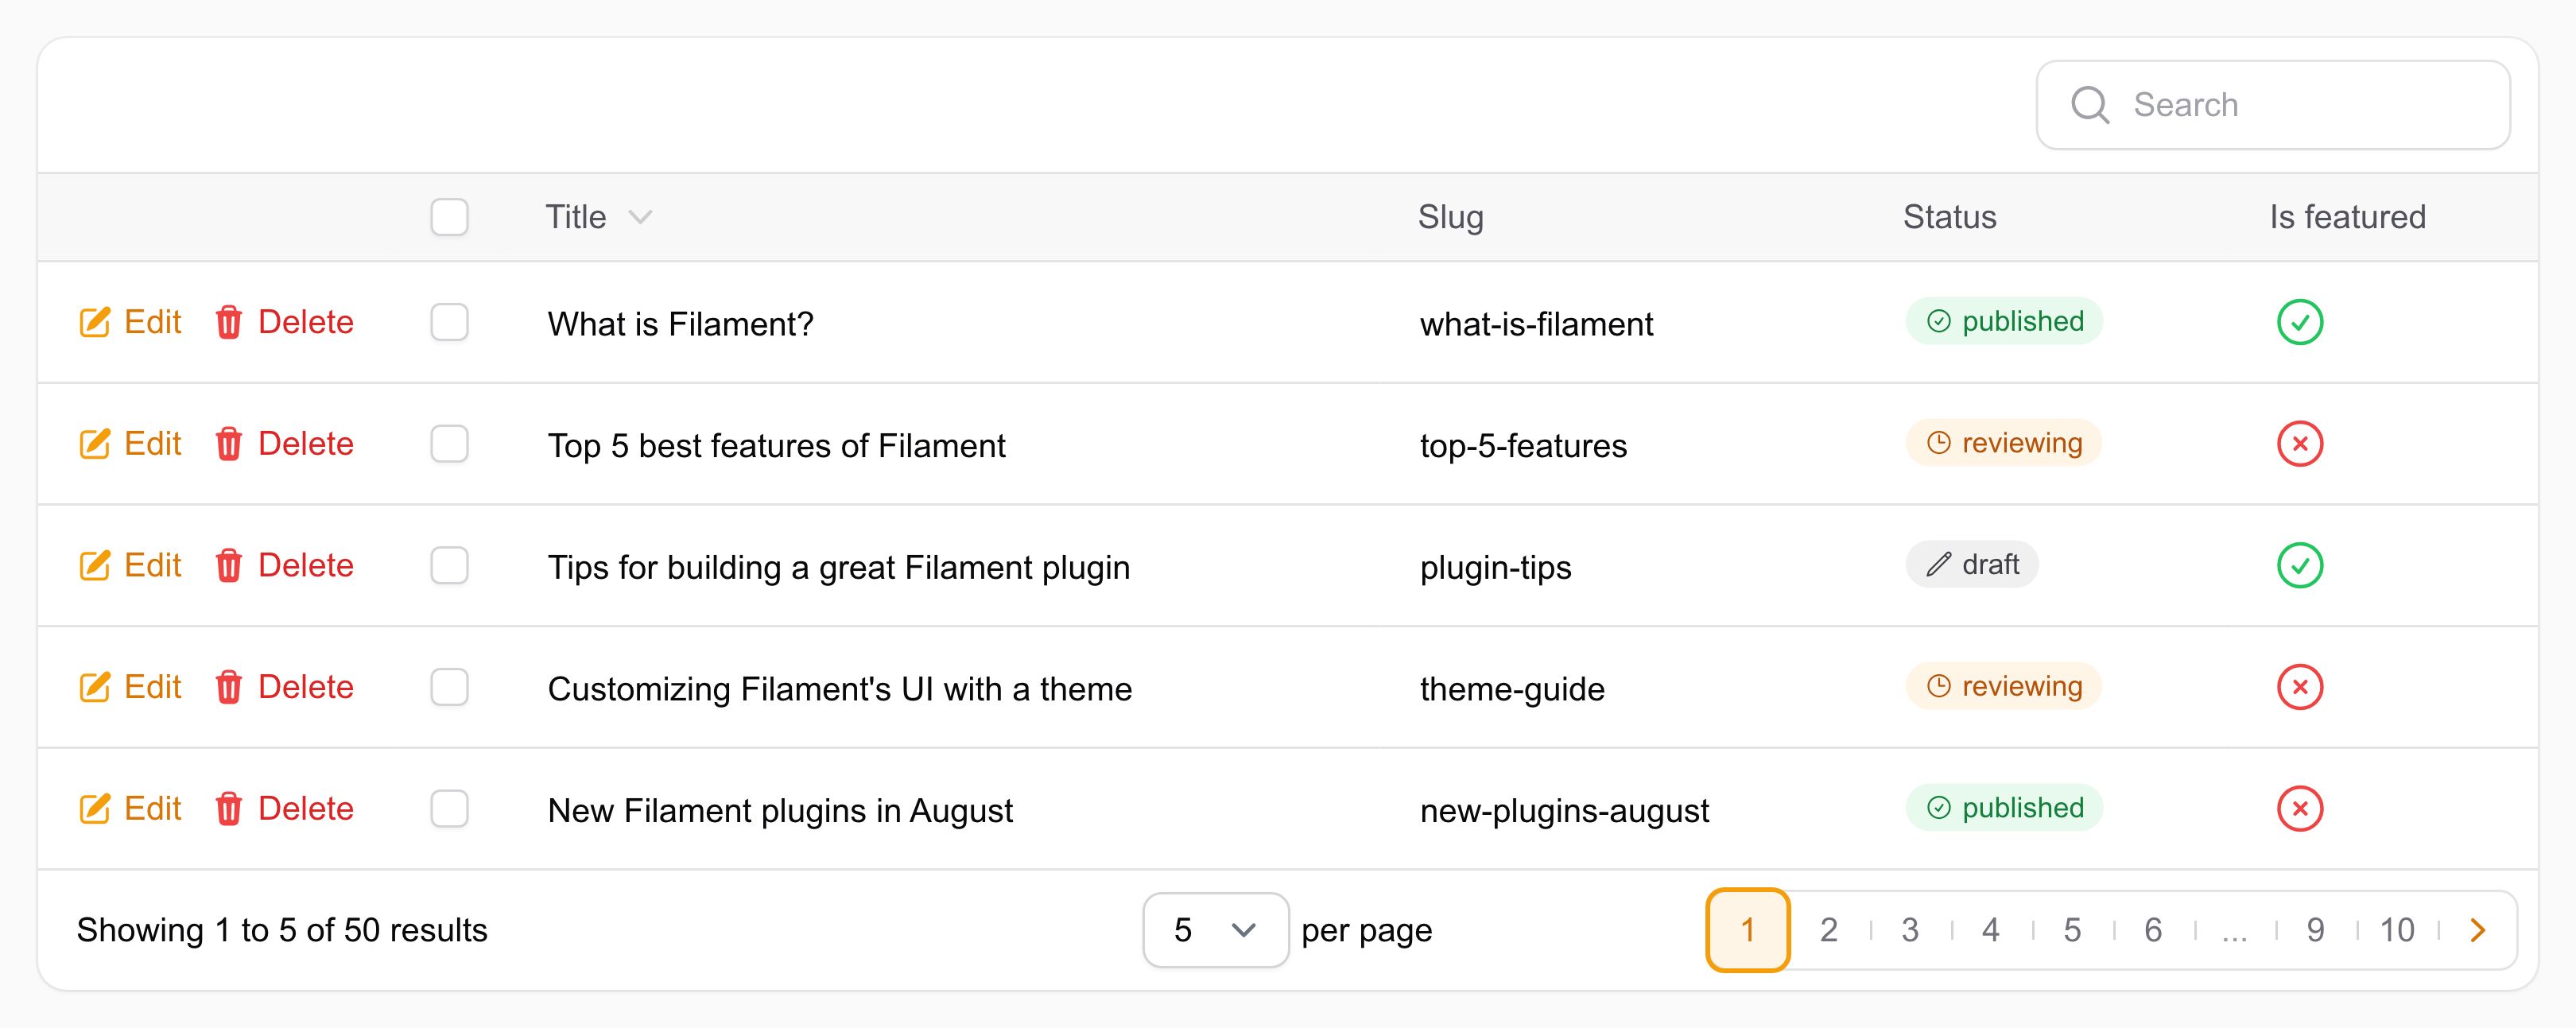 Search
Title Slug Status Is featured
Edit Delete What is Filament? what-is-filament published
Edit Delete Top 5 best features of Filament top-5-features reviewing
Edit Delete Tips for building a great Filament plugin plugin-tips draft
Edit Delete Customizing Filament's UI with a theme theme-guide reviewing
Edit Delete New Filament plugins in August new-plugins-august published
Showing 1 to 5 of 50 results 5 per page 1 2 3 4 5 6 ... 9 10